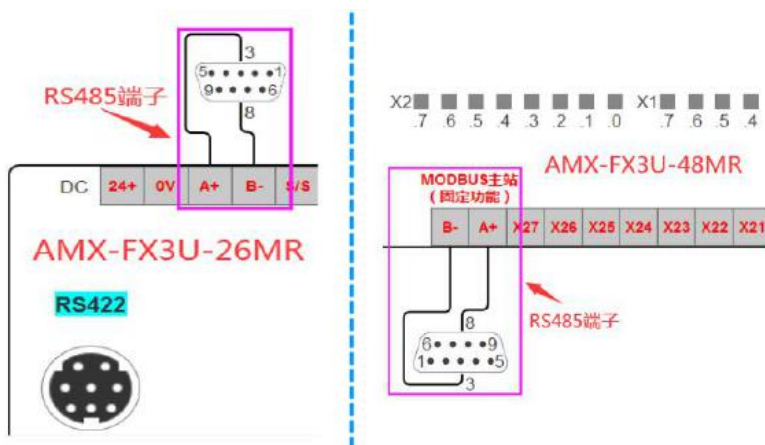 3
5 1
9 6
RS485端子
8
DC 24+ 0V A+ B- S/S
AMX-FX3U-26MR
RS422
X2 X1
.7 .6 .5 .4 .3 .2 .1 .0 .7 .6 .5 .4
AMX-FX3U-48MR
MODBUS主站
（固定功能）
B- A+ X27 X26 X25 X24 X23 X22 X21
8
RS485端子
6 9
1 5
3